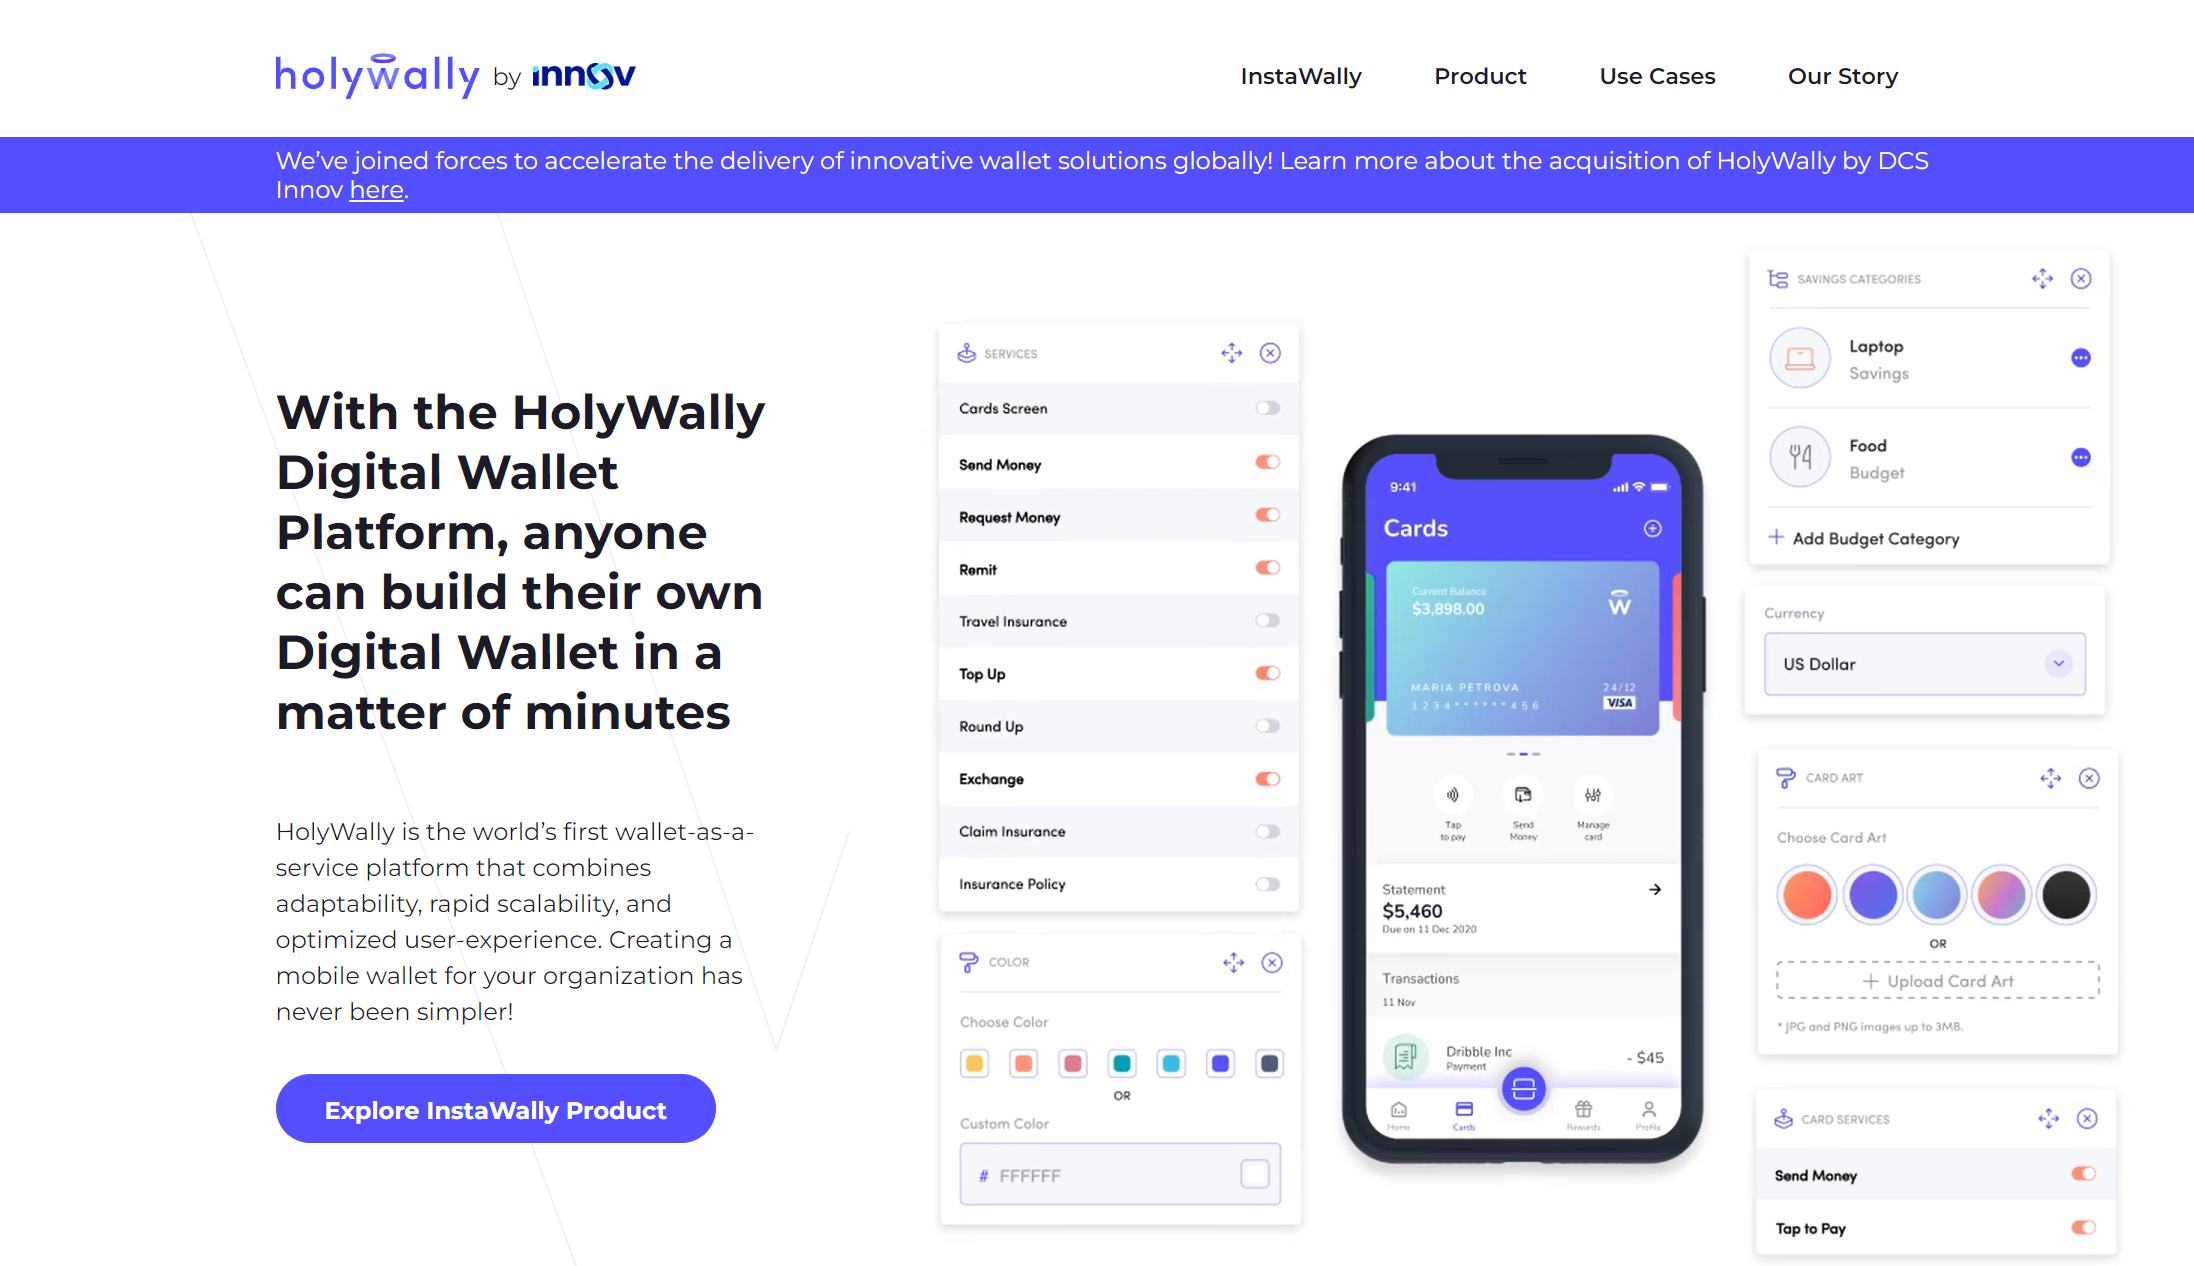 holywally by innov
InstaWally
Product
Use Cases
Our Story
We’ve joined forces to accelerate the delivery of innovative wallet solutions globally! Learn more about the acquisition of HolyWally by DCS
Innov here.
With the HolyWally
Digital Wallet
Platform, anyone
can build their own
Digital Wallet in a
matter of minutes
HolyWally is the world’s first wallet-as-a-
service platform that combines
adaptability, rapid scalability, and
optimized user-experience. Creating a
mobile wallet for your organization has
never been simpler!
Explore InstaWally Product
SERVICES
Cards Screen
Send Money
Request Money
Remit
Travel Insurance
Top Up
Round Up
Exchange
Claim Insurance
Insurance Policy
COLOR
Choose Color
OR
Custom Color
# FFFFFF
9:41
Cards
Current Balance
$3,898.00
W
MARIA PETROVA
24/12
1234******456
VISA
Tap
to pay
Send
Money
Manage
card
Statement
$5,460
Due on 11 Dec 2020
Transactions
11 Nov
Dribble Inc
Payment
- $45
Home
Cards
Rewards
Profile
SAVINGS CATEGORIES
Laptop
Savings
Food
Budget
+ Add Budget Category
Currency
US Dollar
CARD ART
Choose Card Art
OR
+ Upload Card Art
* JPG and PNG images up to 3MB.
CARD SERVICES
Send Money
Tap to Pay